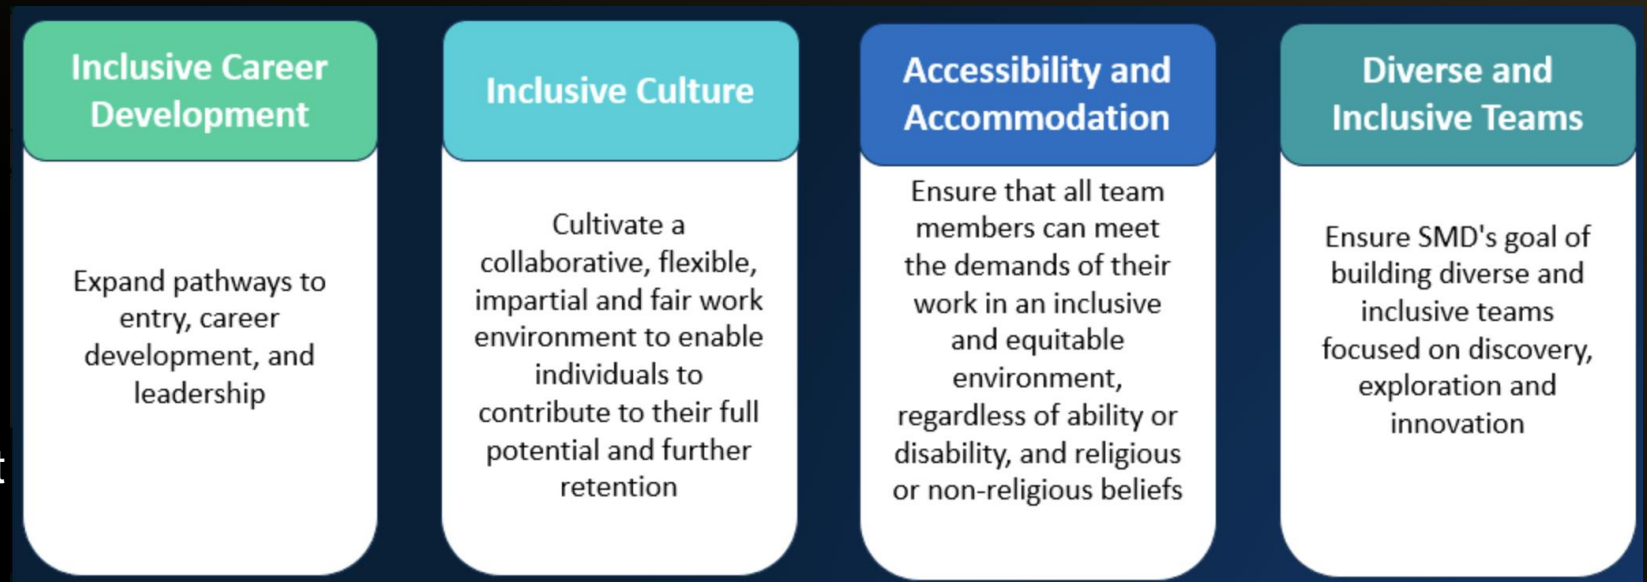 Inclusive Career
Development
Expand pathways to
entry, career
development, and
leadership
Inclusive Culture
Cultivate a
collaborative, flexible,
impartial and fair work
environment to enable
individuals to
contribute to their full
potential and further
retention
Accessibility and
Accommodation
Ensure that all team
members can meet
the demands of their
work in an inclusive
and equitable
environment,
regardless of ability or
disability, and religious
or non-religious beliefs
Diverse and
Inclusive Teams
Ensure SMD's goal of
building diverse and
inclusive teams
focused on discovery,
exploration and
innovation